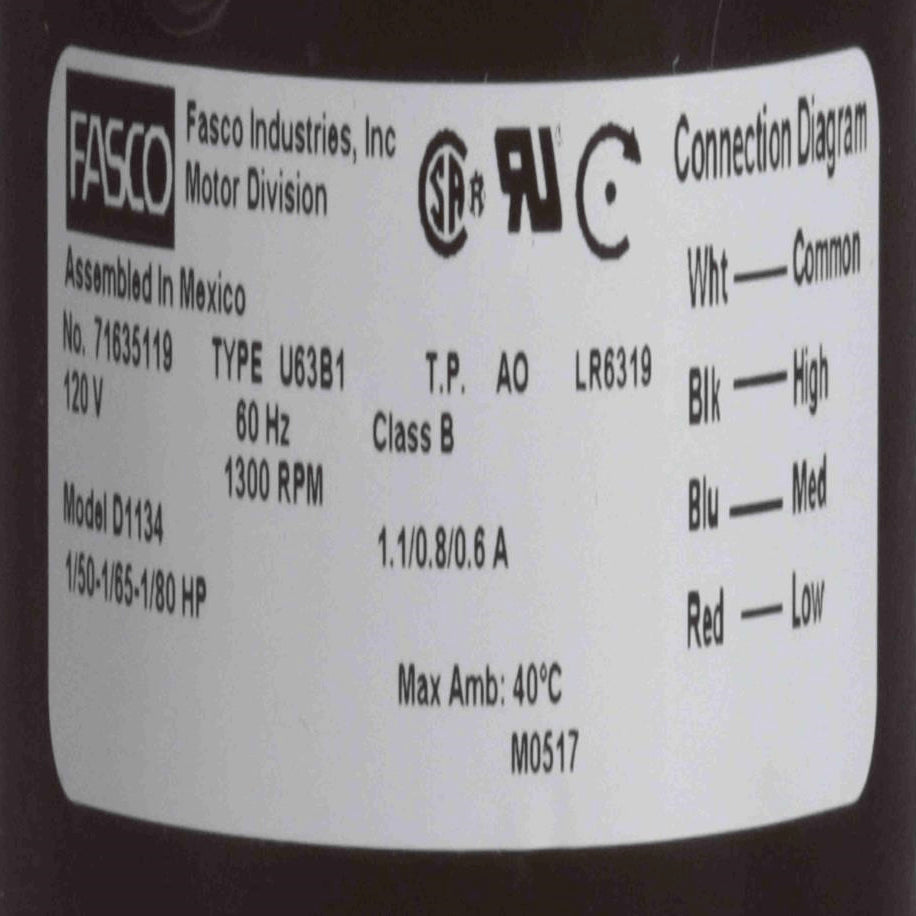 FASCO
Fasco Industries, Inc
Motor Division
Assembled In Mexico
No. 71635119 TYPE U63B1 T.P. AO LR6319
120 V 60 Hz Class B
1300 RPM
Model D1134 1.1/0.8/0.6 A
1/50-1/65-1/80 HP
Max Amb: 40°C
M0517
SA ®
RU
Connection Diagram
Wht — Common
Blk — High
Blu — Med
Red — Low